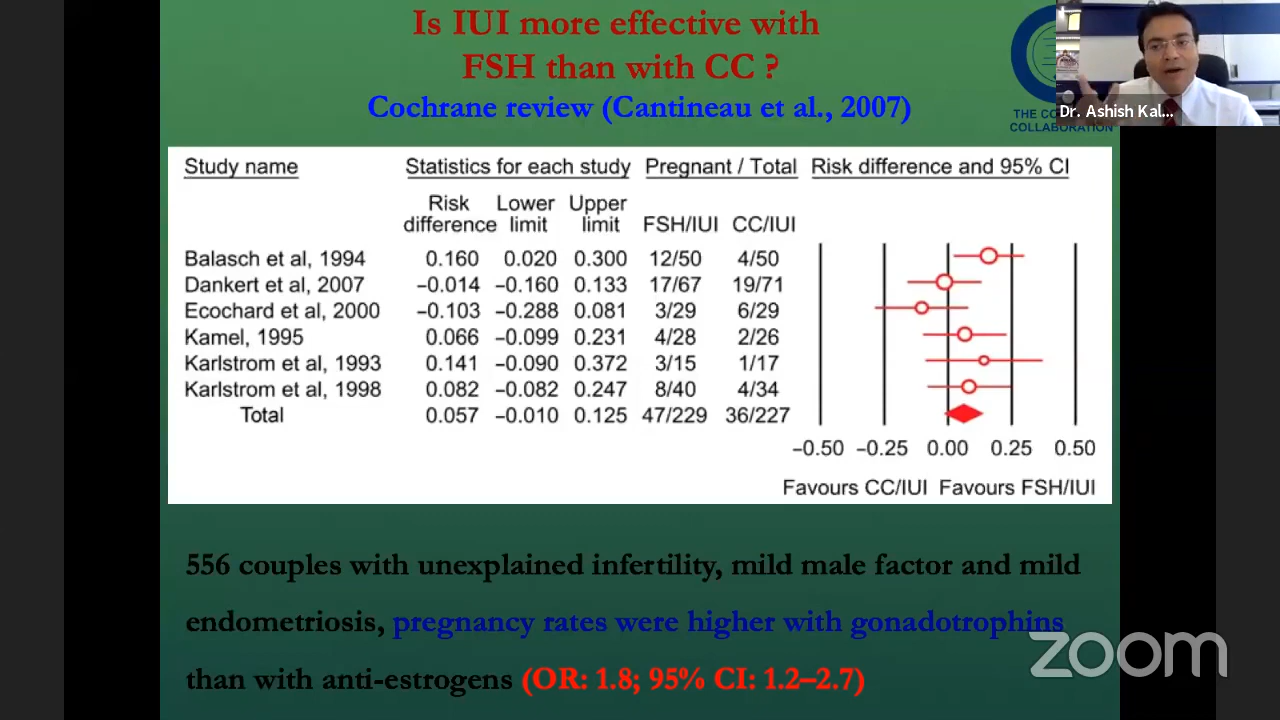 Is IUI more effective with
FSH than with CC ?
Cochrane review (Cantineau et al., 2007)
THE
COLLABORATION
Dr. Ashish Kal...
Study name Statistics for each study Pregnant / Total Risk difference and 95% CI
Risk difference Lower limit Upper limit FSH/IUI CC/IUI
Balasch et al, 1994 0.160 0.020 0.300 12/50 4/50
Dankert et al, 2007 −0.014 −0.160 0.133 17/67 19/71
Ecochard et al, 2000 −0.103 −0.288 0.081 3/29 6/29
Kamel, 1995 0.066 −0.099 0.231 4/28 2/26
Karlstrom et al, 1993 0.141 −0.090 0.372 3/15 1/17
Karlstrom et al, 1998 0.082 −0.082 0.247 8/40 4/34
Total 0.057 −0.010 0.125 47/229 36/227
−0.50 −0.25 0.00 0.25 0.50
Favours CC/IUI Favours FSH/IUI
556 couples with unexplained infertility, mild male factor and mild
endometriosis, pregnancy rates were higher with gonadotrophins
than with anti-estrogens (OR: 1.8; 95% CI: 1.2–2.7)
zoom